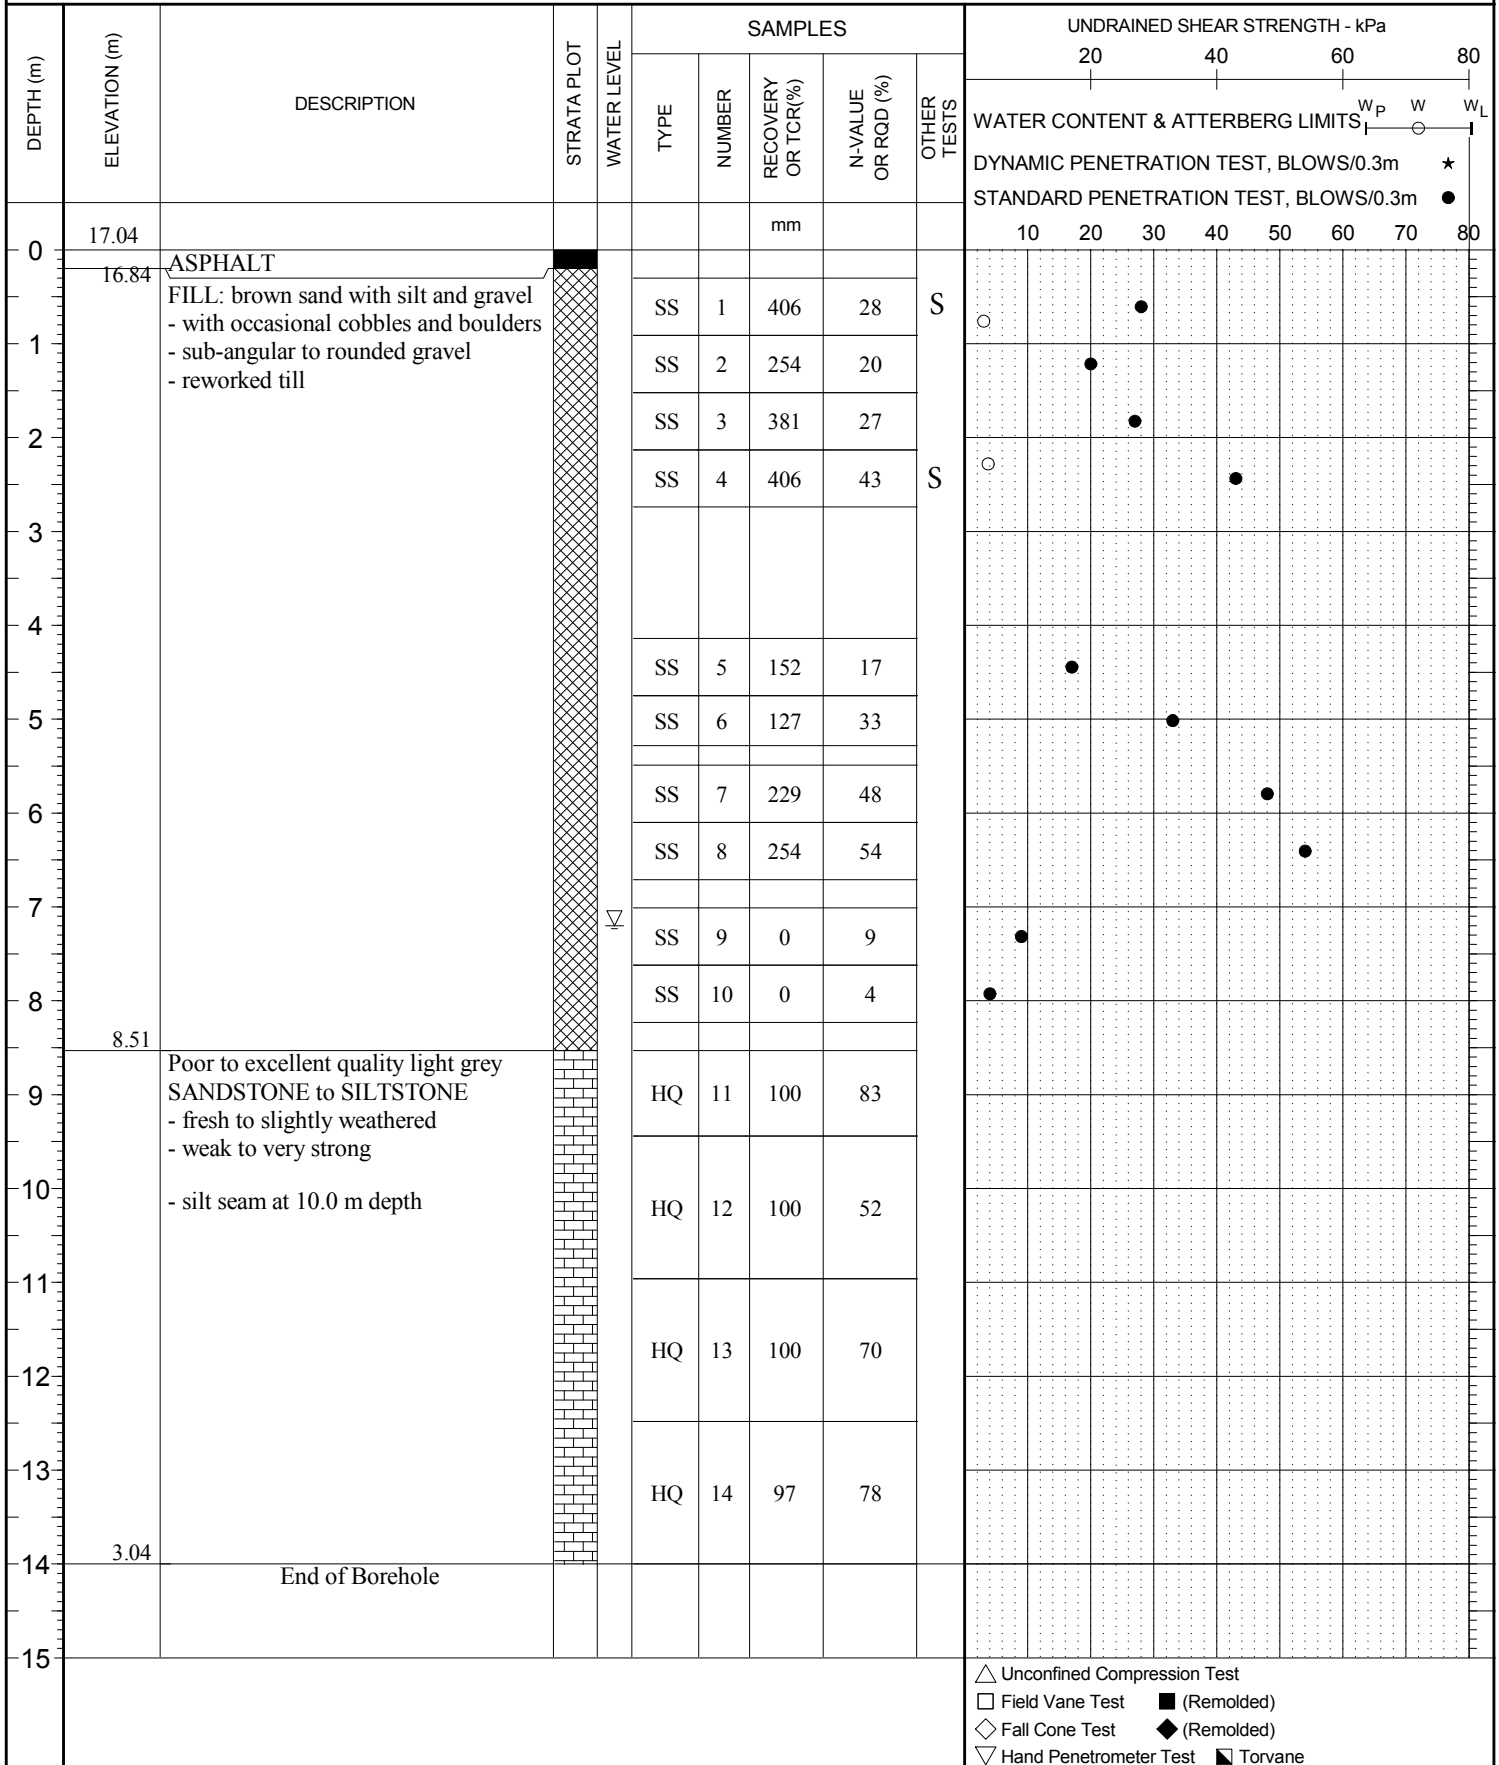 SAMPLES
UNDRAINED SHEAR STRENGTH - kPa
20 40 60 80
DEPTH (m)
ELEVATION (m)
DESCRIPTION
STRATA PLOT
WATER LEVEL
TYPE
NUMBER
RECOVERY
OR TCR(%)
N-VALUE
OR RQD (%)
OTHER
TESTS
WATER CONTENT & ATTERBERG LIMITS WP W WL
DYNAMIC PENETRATION TEST, BLOWS/0.3m ★
STANDARD PENETRATION TEST, BLOWS/0.3m ●
mm
10 20 30 40 50 60 70 80
17.04
0
ASPHALT
16.84
FILL: brown sand with silt and gravel
- with occasional cobbles and boulders
- sub-angular to rounded gravel
- reworked till
SS 1 406 28 S
1
SS 2 254 20
SS 3 381 27
2
SS 4 406 43 S
3
4
SS 5 152 17
5
SS 6 127 33
SS 7 229 48
6
SS 8 254 54
7
SS 9 0 9
SS 10 0 4
8
8.51
Poor to excellent quality light grey
SANDSTONE to SILTSTONE
- fresh to slightly weathered
- weak to very strong
- silt seam at 10.0 m depth
9
HQ 11 100 83
10
HQ 12 100 52
11
HQ 13 100 70
12
13
HQ 14 97 78
3.04
14
End of Borehole
15
△ Unconfined Compression Test
□ Field Vane Test ■ (Remolded)
◇ Fall Cone Test ◆ (Remolded)
▽ Hand Penetrometer Test Torvane